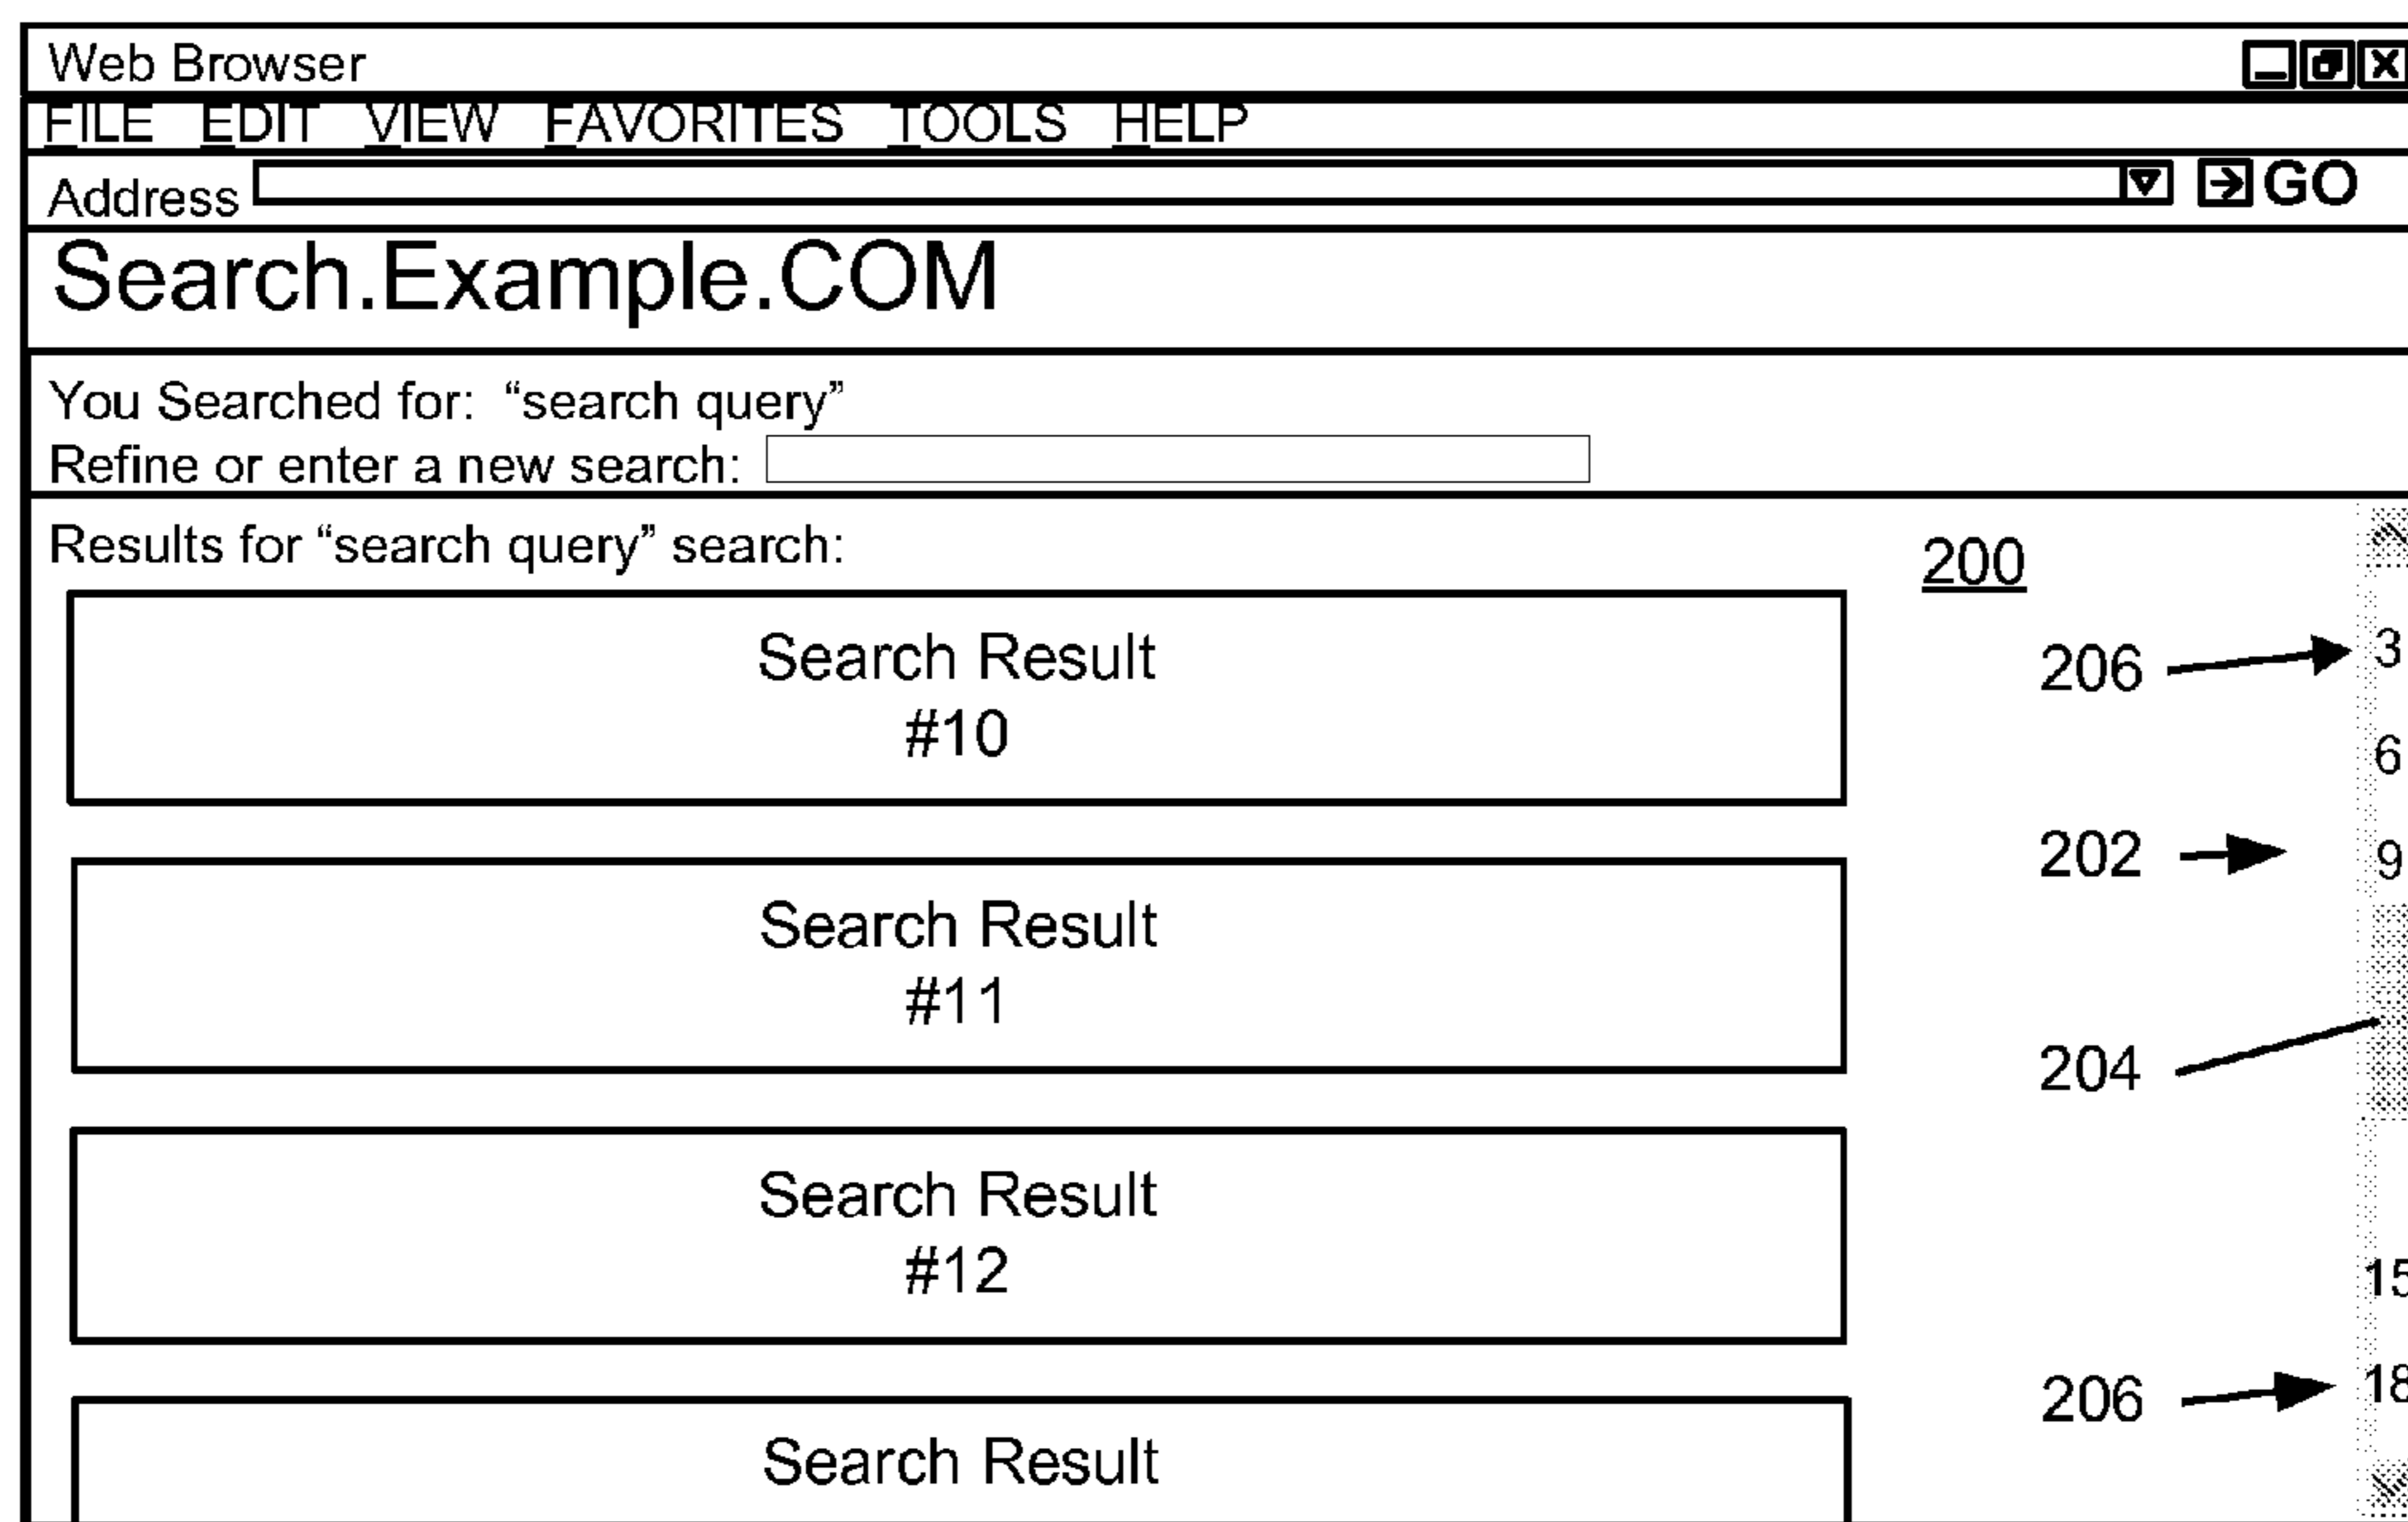 Web Browser
FILE EDIT VIEW FAVORITES TOOLS HELP
Address GO
Search.Example.COM
You Searched for: “search query”
Refine or enter a new search:
Results for “search query” search:
200
Search Result
#10
206
3
6
202
9
Search Result
#11
204
Search Result
#12
15
206
18
Search Result